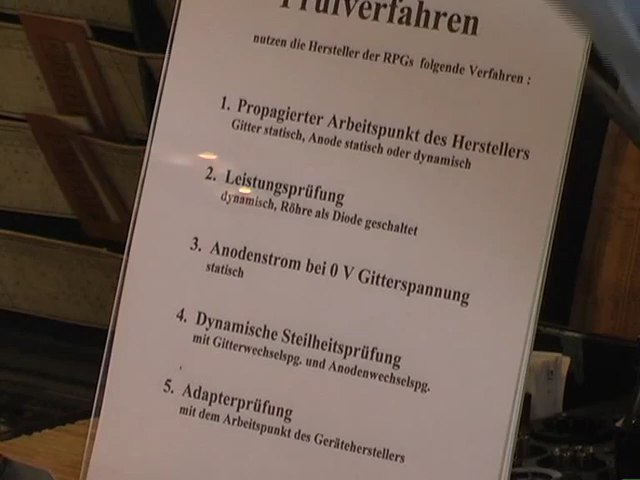 Prüfverfahren
nutzen die Hersteller der RPGs folgende Verfahren :
1. Propagierter Arbeitspunkt des Herstellers
Gitter statisch, Anode statisch oder dynamisch
2. Leistungsprüfung
dynamisch, Röhre als Diode geschaltet
3. Anodenstrom bei 0 V Gitterspannung
statisch
4. Dynamische Steilheitsprüfung
mit Gitterwechselspg. und Anodenwechselspg.
5. Adapterprüfung
mit dem Arbeitspunkt des Geräteherstellers